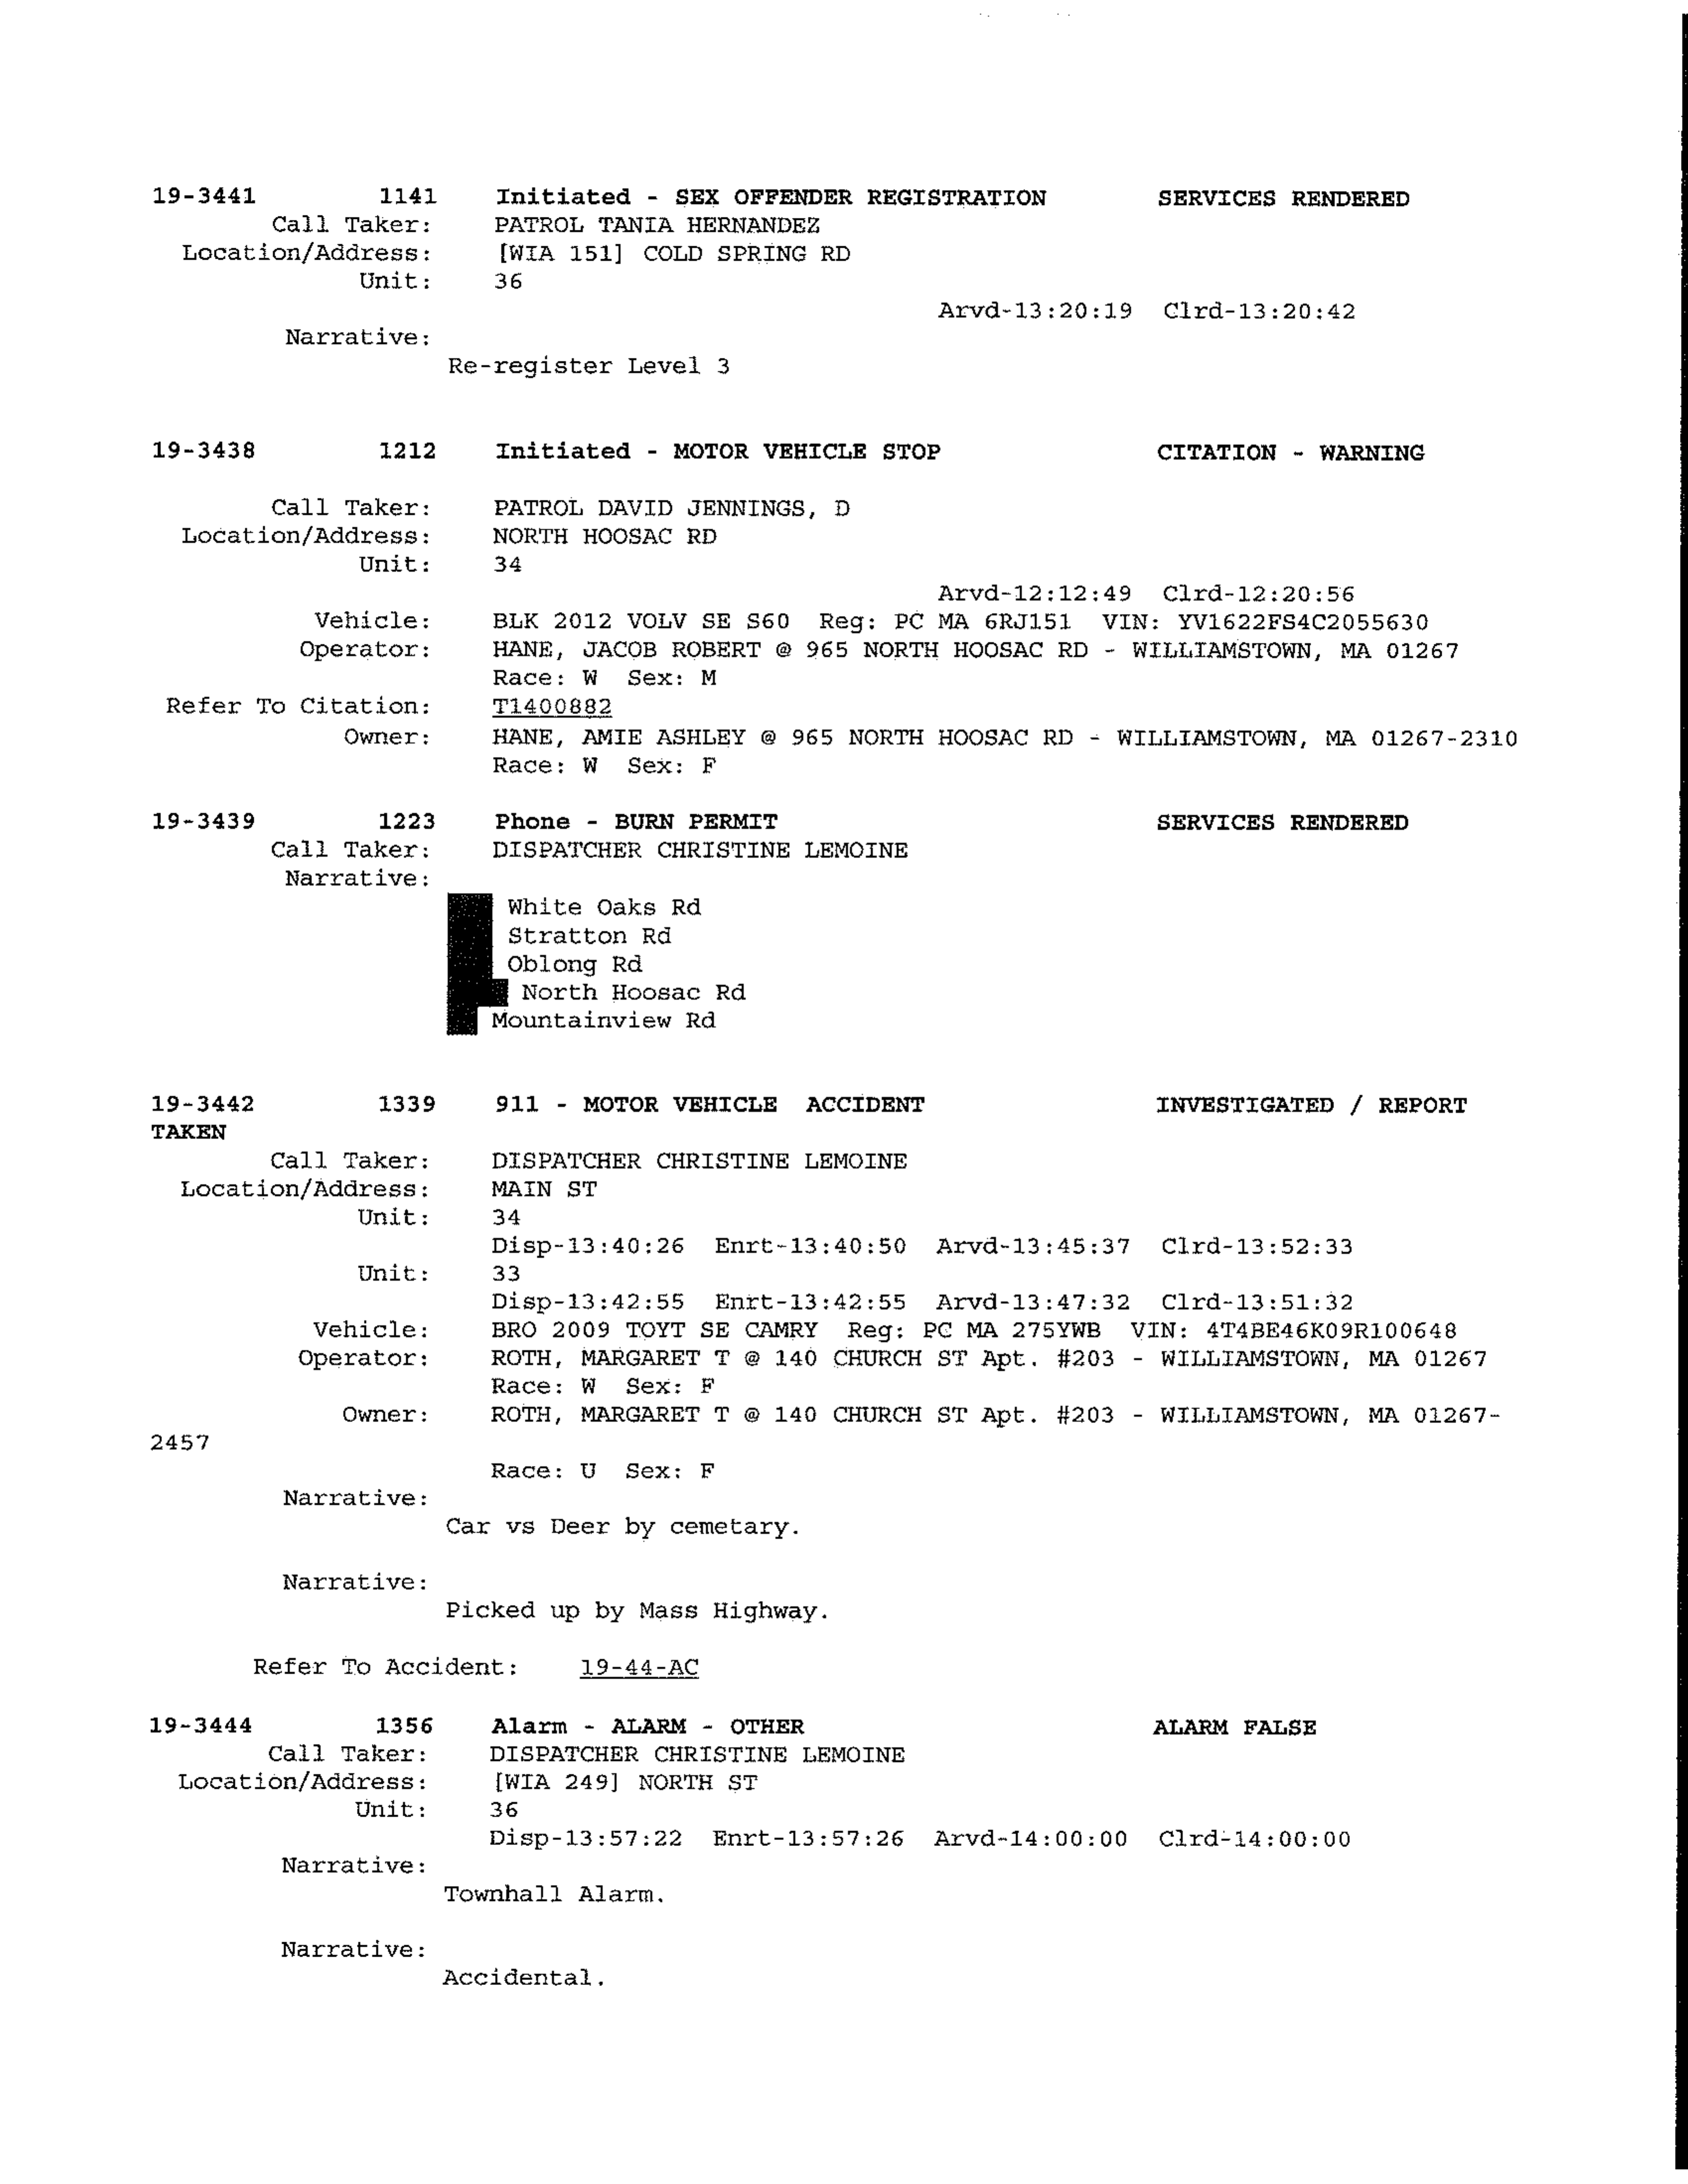 19-3441 1141 Initiated - SEX OFFENDER REGISTRATION SERVICES RENDERED
Call Taker: PATROL TANIA HERNANDEZ
Location/Address: [WIA 151] COLD SPRING RD
Unit: 36
Arvd-13:20:19 Clrd-13:20:42
Narrative:
Re-register Level 3
19-3438 1212 Initiated - MOTOR VEHICLE STOP CITATION - WARNING
Call Taker: PATROL DAVID JENNINGS, D
Location/Address: NORTH HOOSAC RD
Unit: 34
Arvd-12:12:49 Clrd-12:20:56
Vehicle: BLK 2012 VOLV SE S60 Reg: PC MA 6RJ151 VIN: YV1622FS4C2055630
Operator: HANE, JACOB ROBERT @ 965 NORTH HOOSAC RD - WILLIAMSTOWN, MA 01267
Race: W Sex: M
Refer To Citation: T1400882
Owner: HANE, AMIE ASHLEY @ 965 NORTH HOOSAC RD - WILLIAMSTOWN, MA 01267-2310
Race: W Sex: F
19-3439 1223 Phone - BURN PERMIT SERVICES RENDERED
Call Taker: DISPATCHER CHRISTINE LEMOINE
Narrative:
White Oaks Rd
Stratton Rd
Oblong Rd
North Hoosac Rd
Mountainview Rd
19-3442 1339 911 - MOTOR VEHICLE ACCIDENT INVESTIGATED / REPORT
TAKEN
Call Taker: DISPATCHER CHRISTINE LEMOINE
Location/Address: MAIN ST
Unit: 34
Disp-13:40:26 Enrt-13:40:50 Arvd-13:45:37 Clrd-13:52:33
Unit: 33
Disp-13:42:55 Enrt-13:42:55 Arvd-13:47:32 Clrd-13:51:32
Vehicle: BRO 2009 TOYT SE CAMRY Reg: PC MA 275YWB VIN: 4T4BE46K09R100648
Operator: ROTH, MARGARET T @ 140 CHURCH ST Apt. #203 - WILLIAMSTOWN, MA 01267
Race: W Sex: F
Owner: ROTH, MARGARET T @ 140 CHURCH ST Apt. #203 - WILLIAMSTOWN, MA 01267-
2457
Race: U Sex: F
Narrative:
Car vs Deer by cemetary.
Narrative:
Picked up by Mass Highway.
Refer To Accident: 19-44-AC
19-3444 1356 Alarm - ALARM - OTHER ALARM FALSE
Call Taker: DISPATCHER CHRISTINE LEMOINE
Location/Address: [WIA 249] NORTH ST
Unit: 36
Disp-13:57:22 Enrt-13:57:26 Arvd-14:00:00 Clrd-14:00:00
Narrative:
Townhall Alarm.
Narrative:
Accidental.